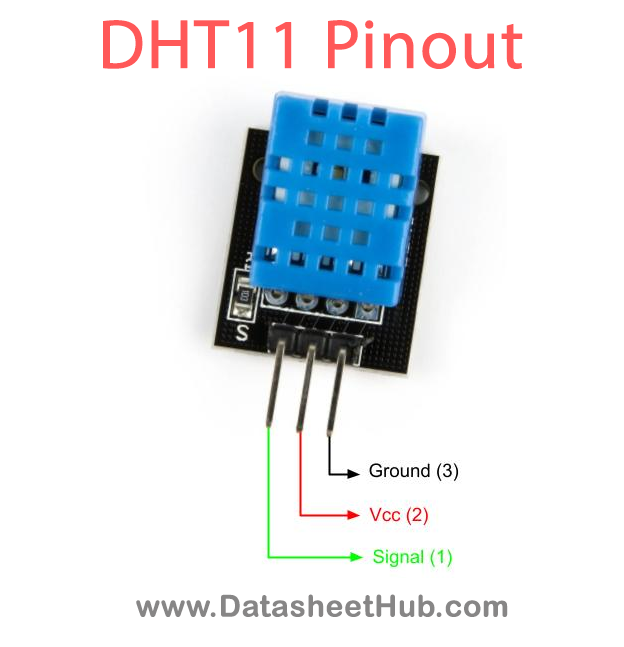 DHT11 Pinout
S
Ground (3)
Vcc (2)
Signal (1)
www.DatasheetHub.com